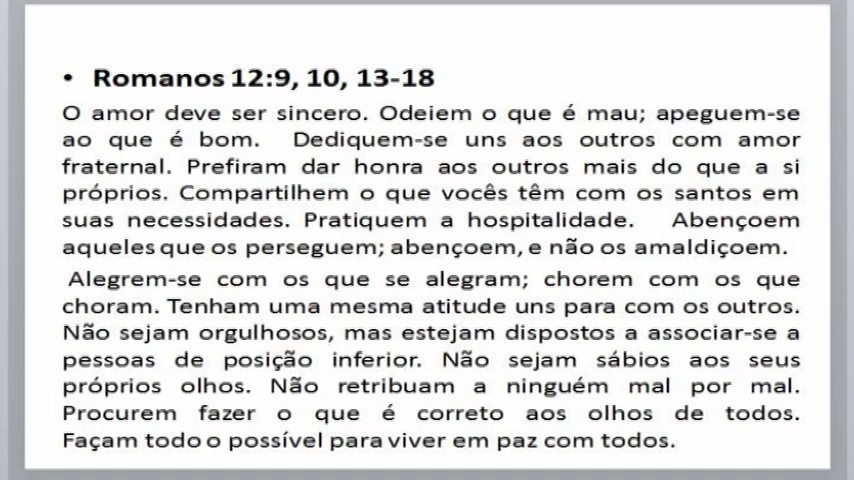 • Romanos 12:9, 10, 13-18
O amor deve ser sincero. Odeiem o que é mau; apeguem-se
ao que é bom. Dediquem-se uns aos outros com amor
fraternal. Prefiram dar honra aos outros mais do que a si
próprios. Compartilhem o que vocês têm com os santos em
suas necessidades. Pratiquem a hospitalidade. Abençoem
aqueles que os perseguem; abençoem, e não os amaldiçoem.
Alegrem-se com os que se alegram; chorem com os que
choram. Tenham uma mesma atitude uns para com os outros.
Não sejam orgulhosos, mas estejam dispostos a associar-se a
pessoas de posição inferior. Não sejam sábios aos seus
próprios olhos. Não retribuam a ninguém mal por mal.
Procurem fazer o que é correto aos olhos de todos.
Façam todo o possível para viver em paz com todos.